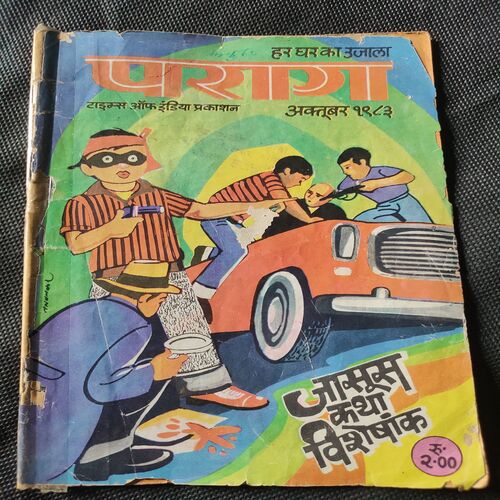 हर घर का उजाला
पराग
टाइम्स ऑफ इंडिया प्रकाशन
अक्तूबर १९८३
जासूस
कथा
विशेषांक
रु.
२.००